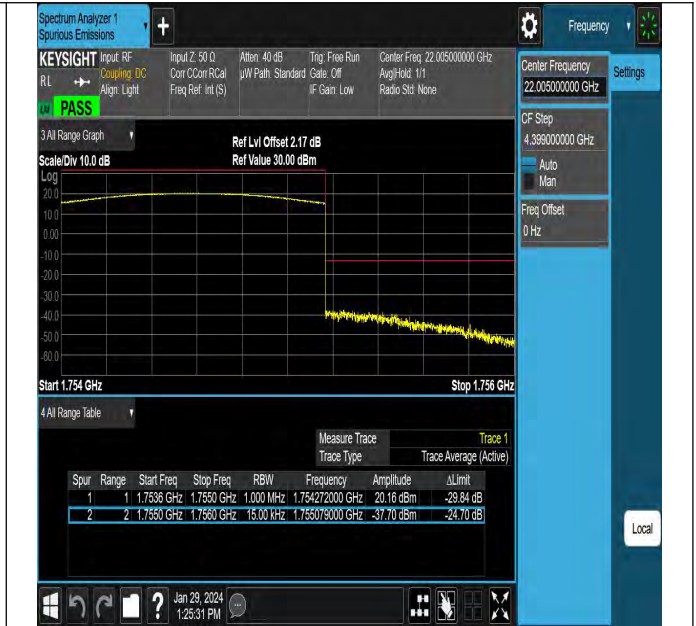 Spectrum Analyzer 1
Spurious Emissions
Frequency
KEYSIGHT Input: RF Input Z: 50 Ω Atten: 40 dB Trig: Free Run Center Freq: 22.005000000 GHz
RL Coupling: DC Corr CCorr RCal µW Path: Standard Gate: Off Avg|Hold: 1/1
Align: Light Freq Ref: Int (S) IF Gain: Low Radio Std: None
PASS
Center Frequency
22.005000000 GHz
Settings
CF Step
4.399000000 GHz
Auto
Man
Freq Offset
0 Hz
3 All Range Graph
Ref Lvl Offset 2.17 dB
Scale/Div 10.0 dB Ref Value 30.00 dBm
Log
20.0
10.0
0.00
-10.0
-20.0
-30.0
-40.0
-50.0
-60.0
Start 1.754 GHz Stop 1.756 GHz
4 All Range Table
Measure Trace Trace 1
Trace Type Trace Average (Active)
Spur Range Start Freq Stop Freq RBW Frequency Amplitude ΔLimit
1 1 1.7536 GHz 1.7550 GHz 1.000 MHz 1.754272000 GHz 20.16 dBm -29.84 dB
2 2 1.7550 GHz 1.7560 GHz 15.00 kHz 1.755079000 GHz -37.70 dBm -24.70 dB
Local
? Jan 29, 2024
1:25:31 PM